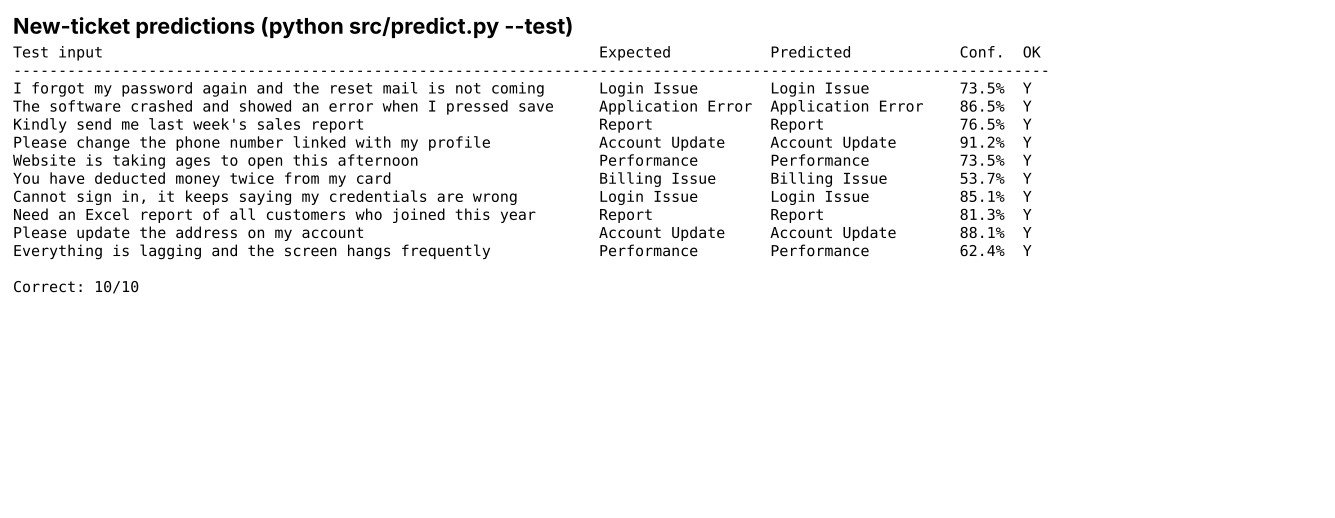 New-ticket predictions (python src/predict.py --test)
Test input Expected Predicted Conf. OK
-------------------------------------------------------------------------------------------------------------------
I forgot my password again and the reset mail is not coming Login Issue Login Issue 73.5% Y
The software crashed and showed an error when I pressed save Application Error Application Error 86.5% Y
Kindly send me last week's sales report Report Report 76.5% Y
Please change the phone number linked with my profile Account Update Account Update 91.2% Y
Website is taking ages to open this afternoon Performance Performance 73.5% Y
You have deducted money twice from my card Billing Issue Billing Issue 53.7% Y
Cannot sign in, it keeps saying my credentials are wrong Login Issue Login Issue 85.1% Y
Need an Excel report of all customers who joined this year Report Report 81.3% Y
Please update the address on my account Account Update Account Update 88.1% Y
Everything is lagging and the screen hangs frequently Performance Performance 62.4% Y
Correct: 10/10